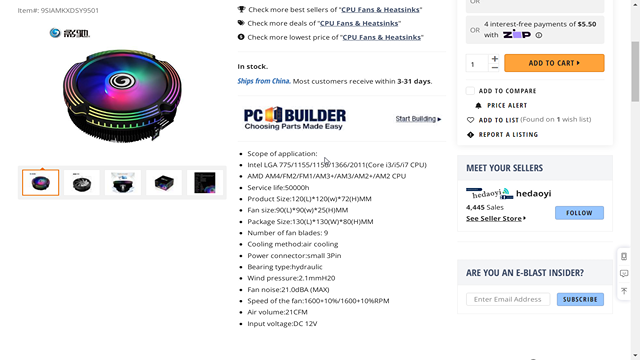 Item#: 9SIAMKXDSY9501
影驰
Check more best sellers of "CPU Fans & Heatsinks"
Check more deals of "CPU Fans & Heatsinks"
Check more lowest price of "CPU Fans & Heatsinks"
In stock.
Ships from China. Most customers receive within 3-31 days.
PC BUILDER
Choosing Parts Made Easy
Start Building
Scope of application:
Intel LGA 775/1155/1156/1366/2011(Core i3/i5/i7 CPU)
AMD AM4/FM2/FM1/AM3+/AM3/AM2+/AM2 CPU
Service life:50000h
Product Size:120(L)*120(w)*72(H)MM
Fan size:90(L)*90(w)*25(H)MM
Package Size:130(L)*130(W)*80(H)MM
Number of fan blades: 9
Cooling method:air cooling
Power connector:small 3Pin
Bearing type:hydraulic
Wind pressure:2.1mmH20
Fan noise:21.0dBA (MAX)
Speed of the fan:1600+10%/1600+10%RPM
Air volume:21CFM
Input voltage:DC 12V
OR
OR
4 interest-free payments of $5.50
with Zip
1
ADD TO CART
ADD TO COMPARE
PRICE ALERT
ADD TO LIST (Found on 1 wish list)
REPORT A LISTING
MEET YOUR SELLERS
hedaoyi
hedaoyi
4,445 Sales
See Seller Store
FOLLOW
ARE YOU AN E-BLAST INSIDER?
Enter Email Address
SUBSCRIBE